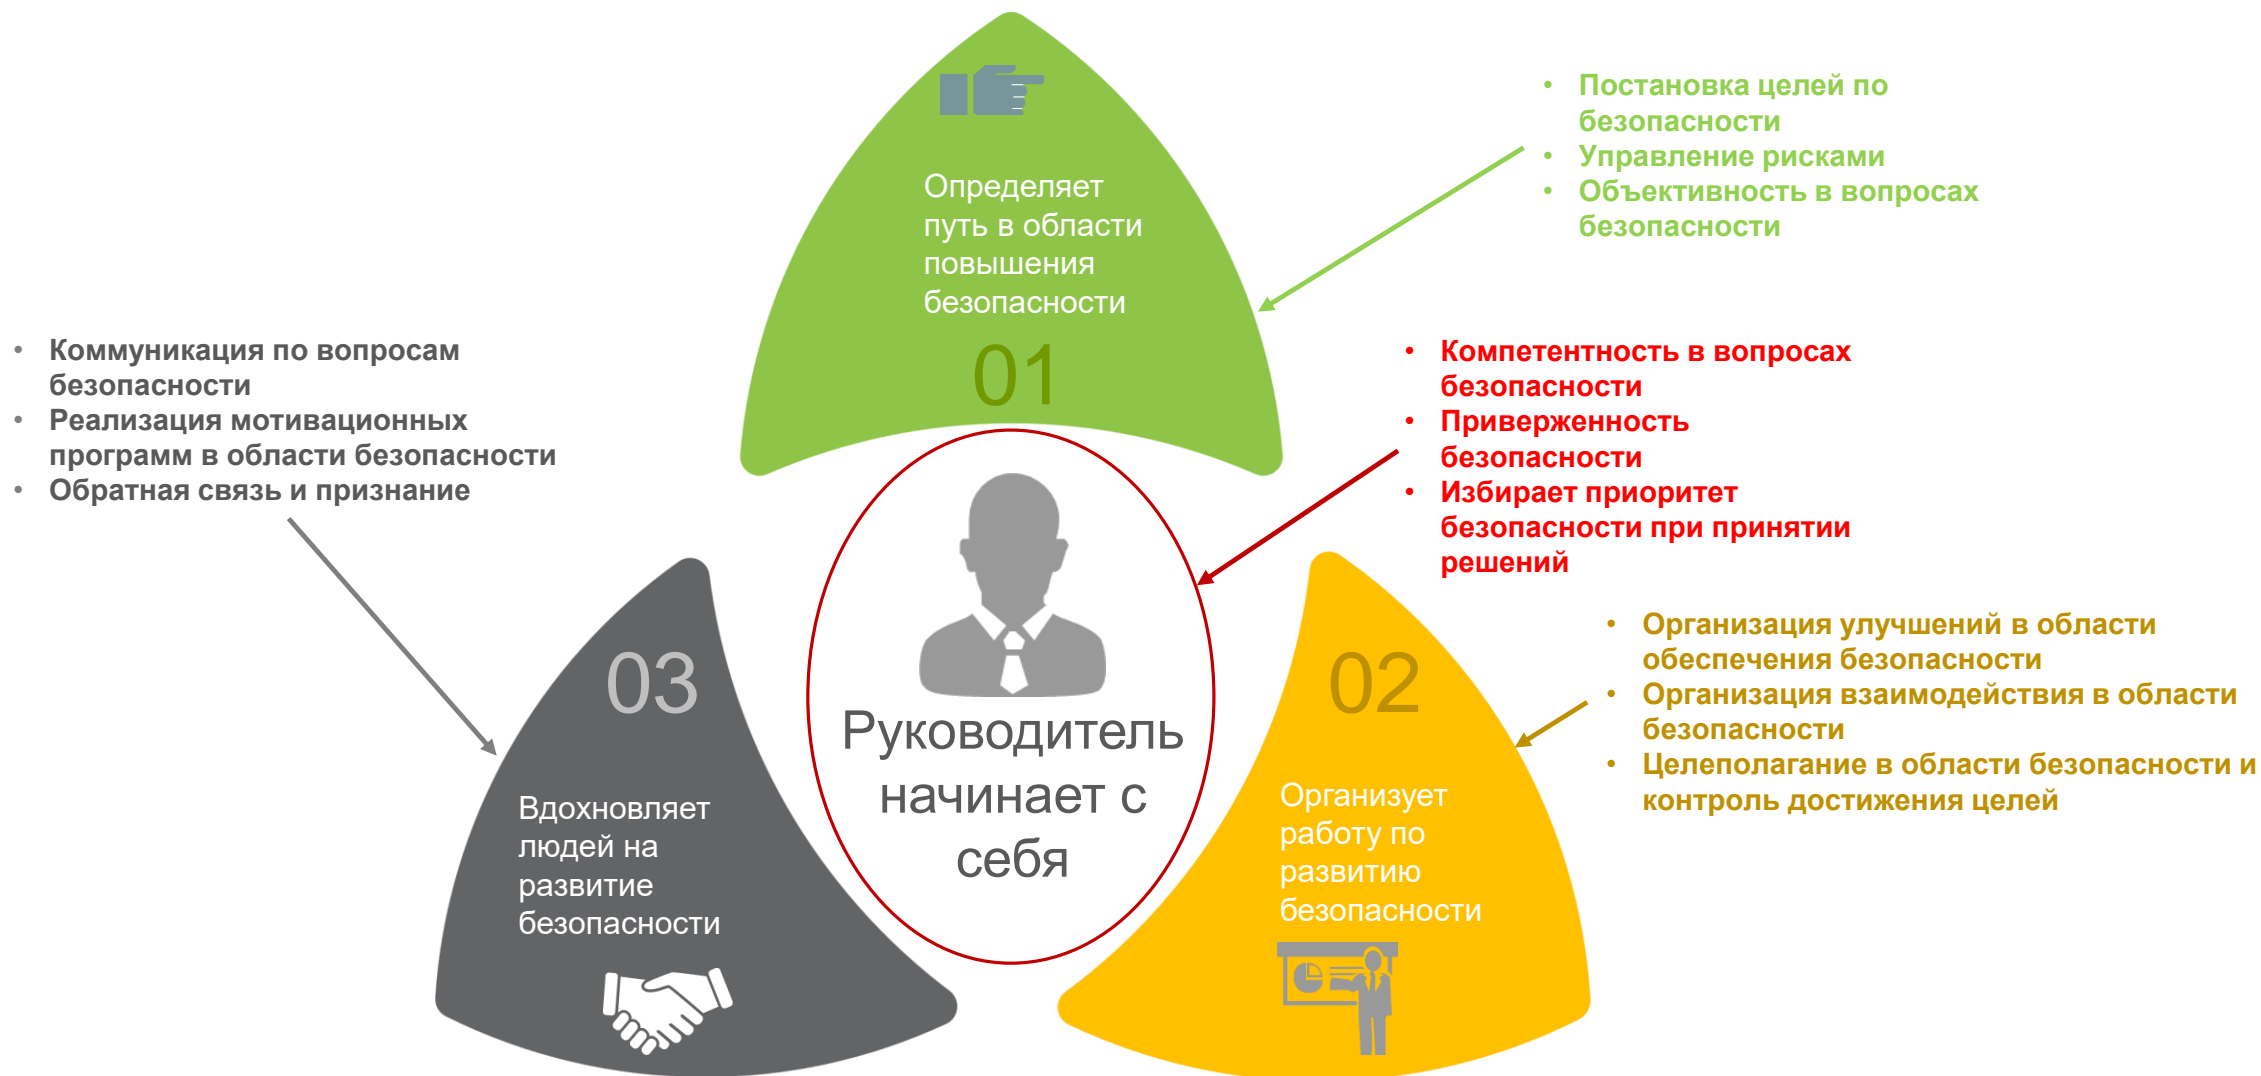 Определяет
путь в области
повышения
безопасности
01
• Постановка целей по
безопасности
• Управление рисками
• Объективность в вопросах
безопасности
• Коммуникация по вопросам
безопасности
• Реализация мотивационных
программ в области безопасности
• Обратная связь и признание
• Компетентность в вопросах
безопасности
• Приверженность
безопасности
• Избирает приоритет
безопасности при принятии
решений
Руководитель
начинает с
себя
03
Вдохновляет
людей на
развитие
безопасности
02
Организует
работу по
развитию
безопасности
• Организация улучшений в области
обеспечения безопасности
• Организация взаимодействия в области
безопасности
• Целеполагание в области безопасности и
контроль достижения целей